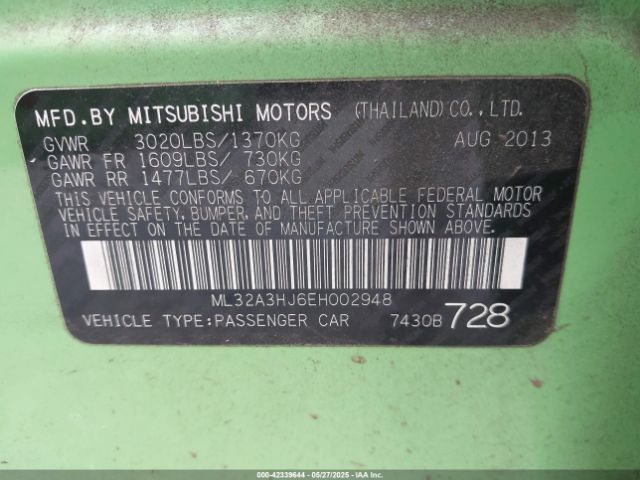 MFD.BY MITSUBISHI MOTORS (THAILAND)CO.,LTD.
GVWR 3020LBS/1370KG AUG 2013
GAWR FR 1609LBS/ 730KG
GAWR RR 1477LBS/ 670KG
THIS VEHICLE CONFORMS TO ALL APPLICABLE FEDERAL MOTOR
VEHICLE SAFETY, BUMPER, AND THEFT PREVENTION STANDARDS
IN EFFECT ON THE DATE OF MANUFACTURE SHOWN ABOVE.
ML32A3HJ6EH002948
VEHICLE TYPE:PASSENGER CAR 7430B 728
000-42339644 - 05/27/2025 - IAAI.CA